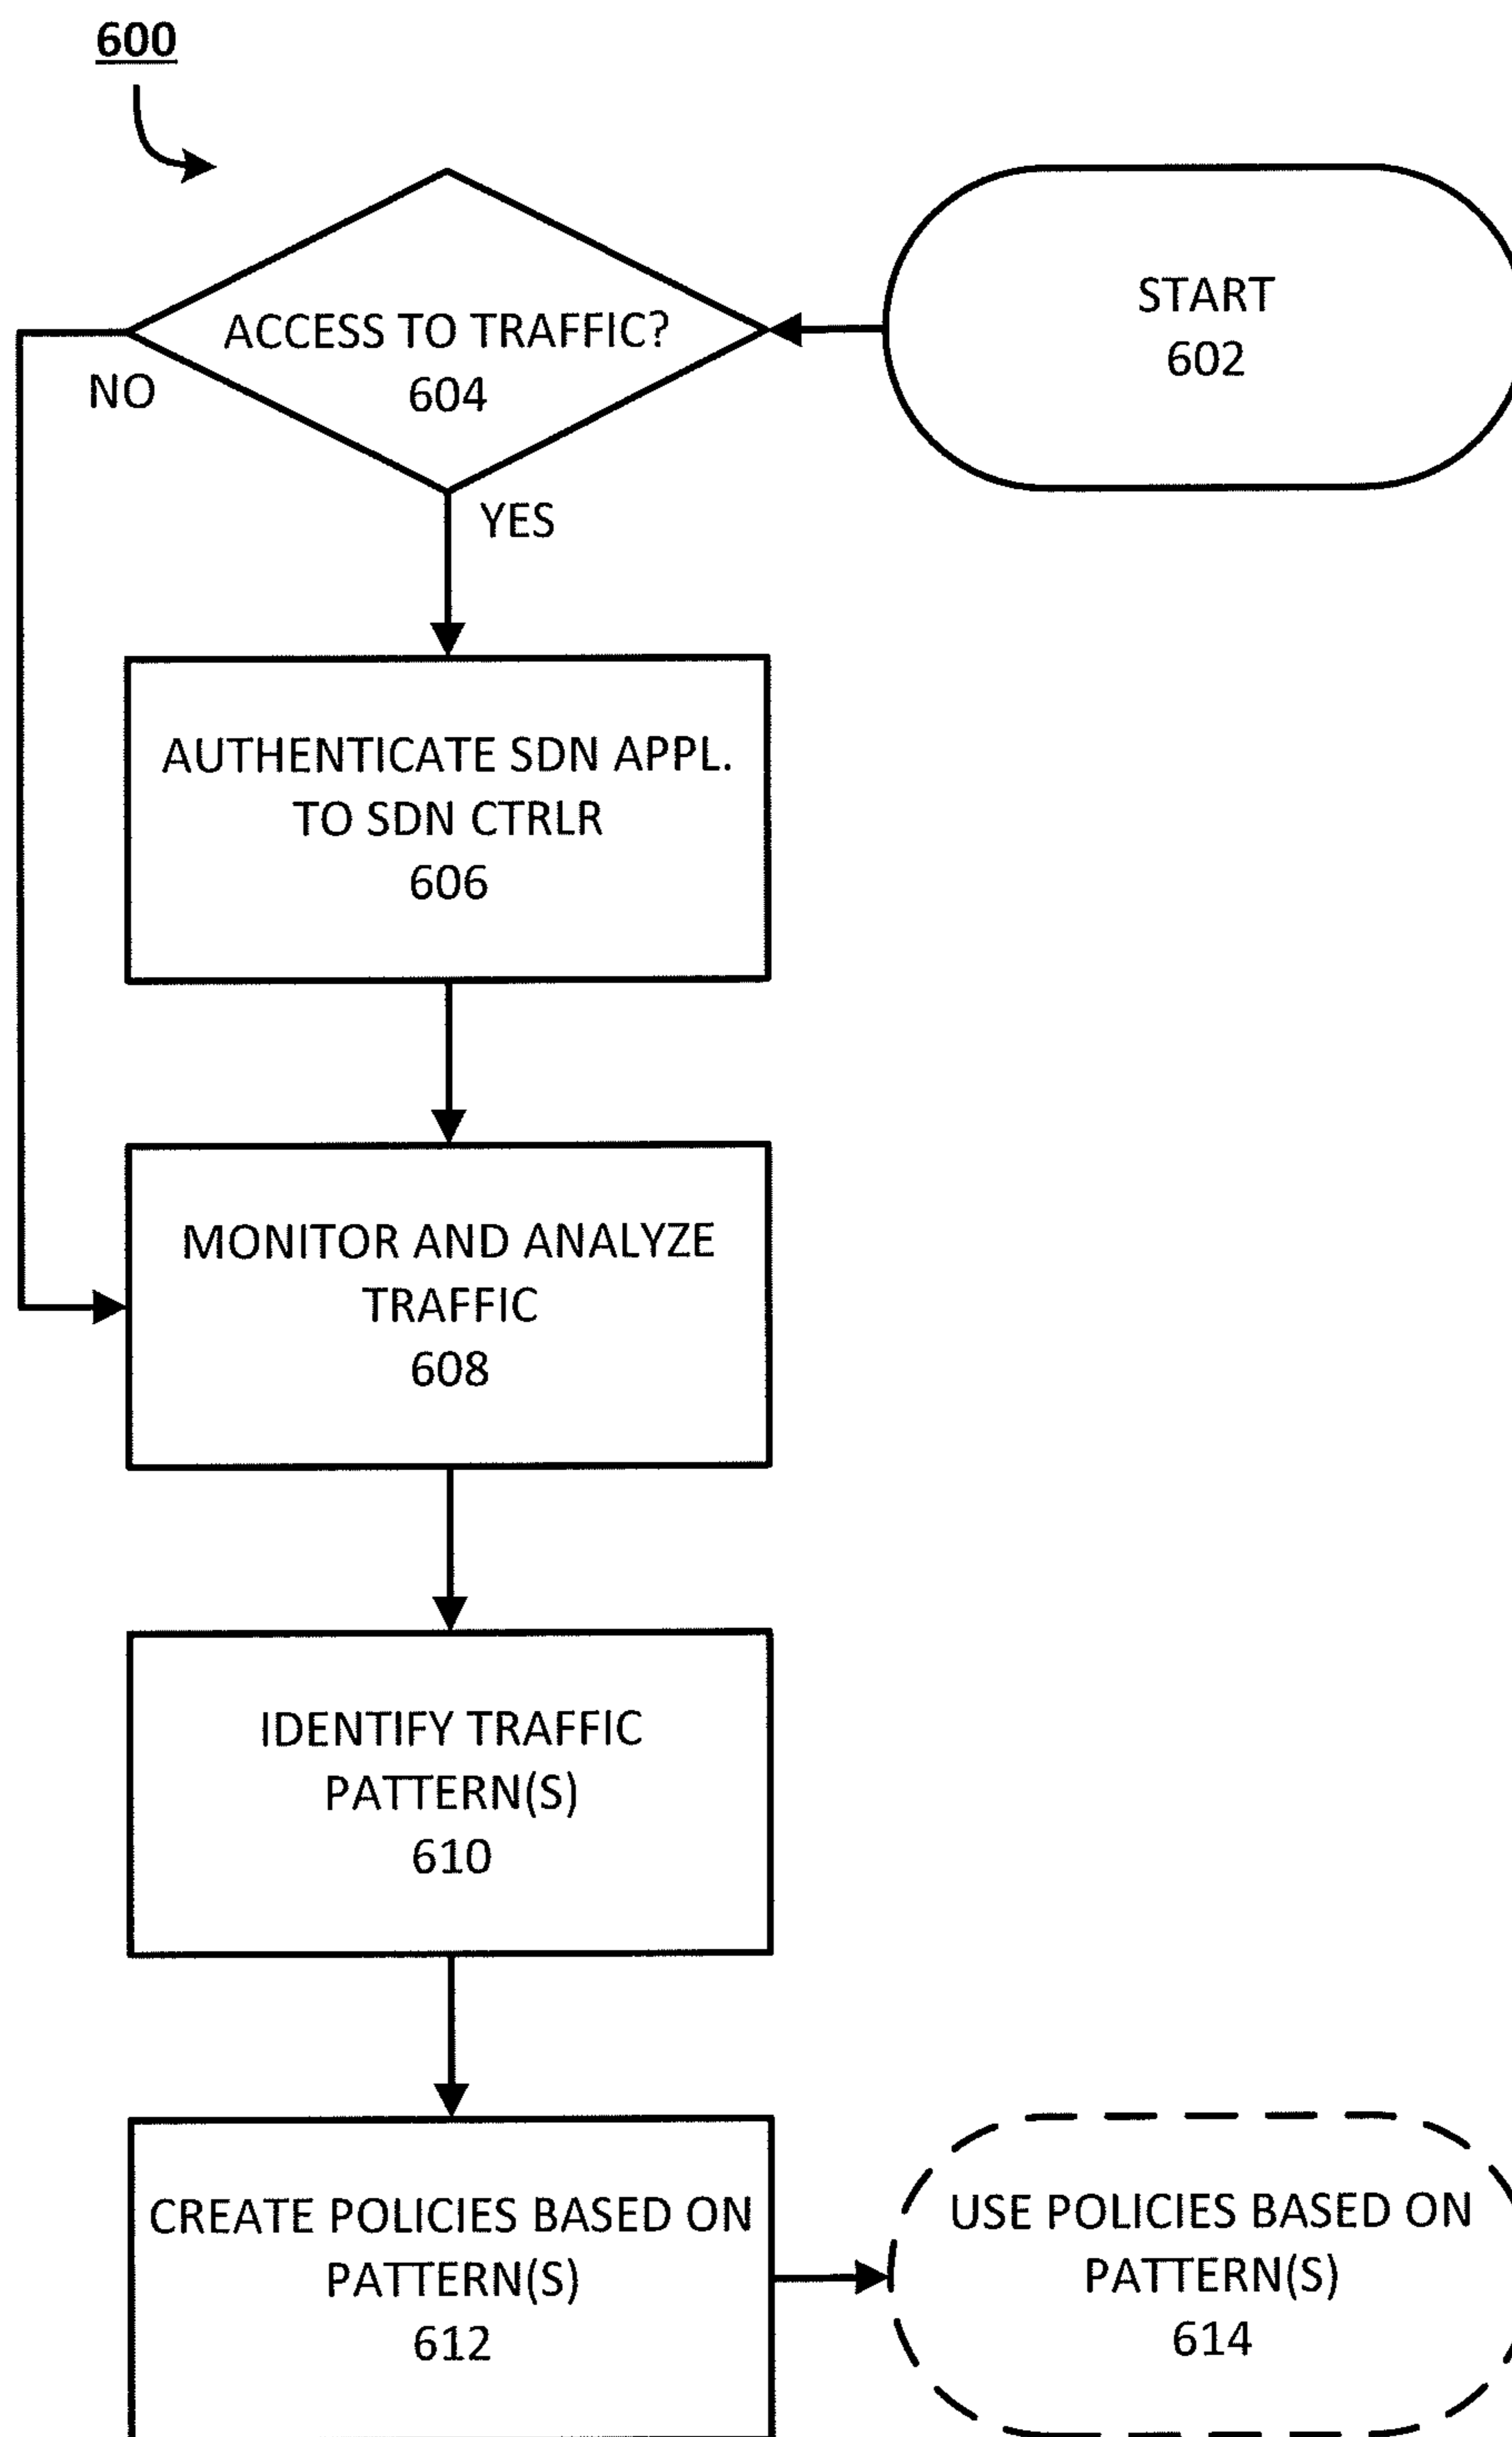 600
START
602
ACCESS TO TRAFFIC?
604
NO
YES
AUTHENTICATE SDN APPL.
TO SDN CTRLR
606
MONITOR AND ANALYZE
TRAFFIC
608
IDENTIFY TRAFFIC
PATTERN(S)
610
CREATE POLICIES BASED ON
PATTERN(S)
612
USE POLICIES BASED ON
PATTERN(S)
614